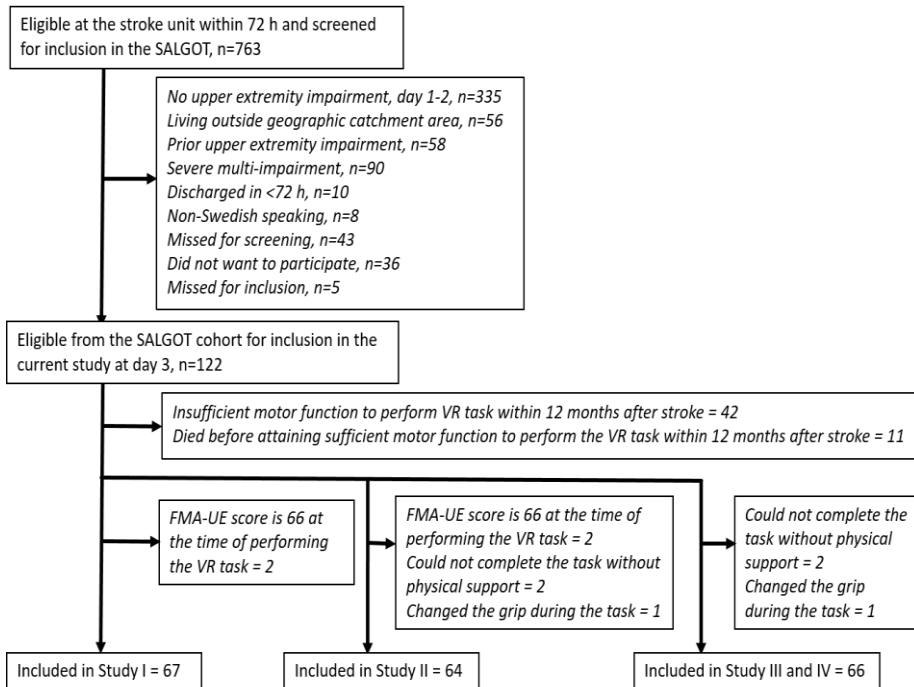 Eligible at the stroke unit within 72 h and screened
for inclusion in the SALGOT, n=763
No upper extremity impairment, day 1-2, n=335
Living outside geographic catchment area, n=56
Prior upper extremity impairment, n=58
Severe multi-impairment, n=90
Discharged in <72 h, n=10
Non-Swedish speaking, n=8
Missed for screening, n=43
Did not want to participate, n=36
Missed for inclusion, n=5
Eligible from the SALGOT cohort for inclusion in the
current study at day 3, n=122
Insufficient motor function to perform VR task within 12 months after stroke = 42
Died before attaining sufficient motor function to perform the VR task within 12 months after stroke = 11
FMA-UE score is 66 at
the time of performing
the VR task = 2
FMA-UE score is 66 at the time of
performing the VR task = 2
Could not complete the task without
physical support = 2
Changed the grip during the task = 1
Could not complete the
task without physical
support = 2
Changed the grip
during the task = 1
Included in Study I = 67
Included in Study II = 64
Included in Study III and IV = 66